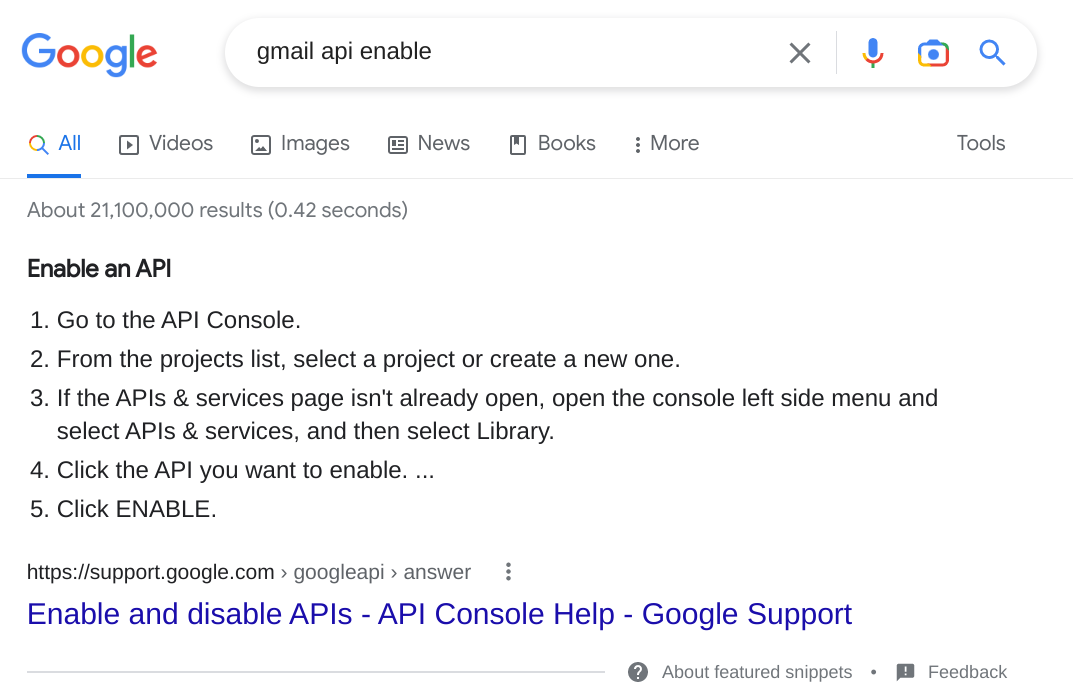 Google
gmail api enable
All Videos Images News Books More Tools
About 21,100,000 results (0.42 seconds)
Enable an API
1. Go to the API Console.
2. From the projects list, select a project or create a new one.
3. If the APIs & services page isn't already open, open the console left side menu and
select APIs & services, and then select Library.
4. Click the API you want to enable. ...
5. Click ENABLE.
https://support.google.com › googleapi › answer
Enable and disable APIs - API Console Help - Google Support
About featured snippets • Feedback